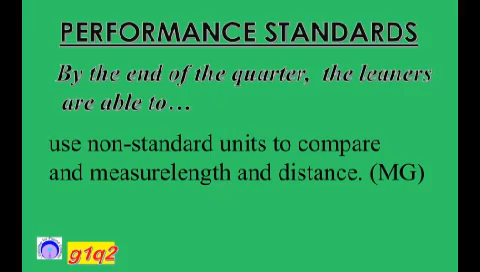 PERFORMANCE STANDARDS
By the end of the quarter, the leaners
are able to…
use non-standard units to compare
and measurelength and distance. (MG)
g1q2